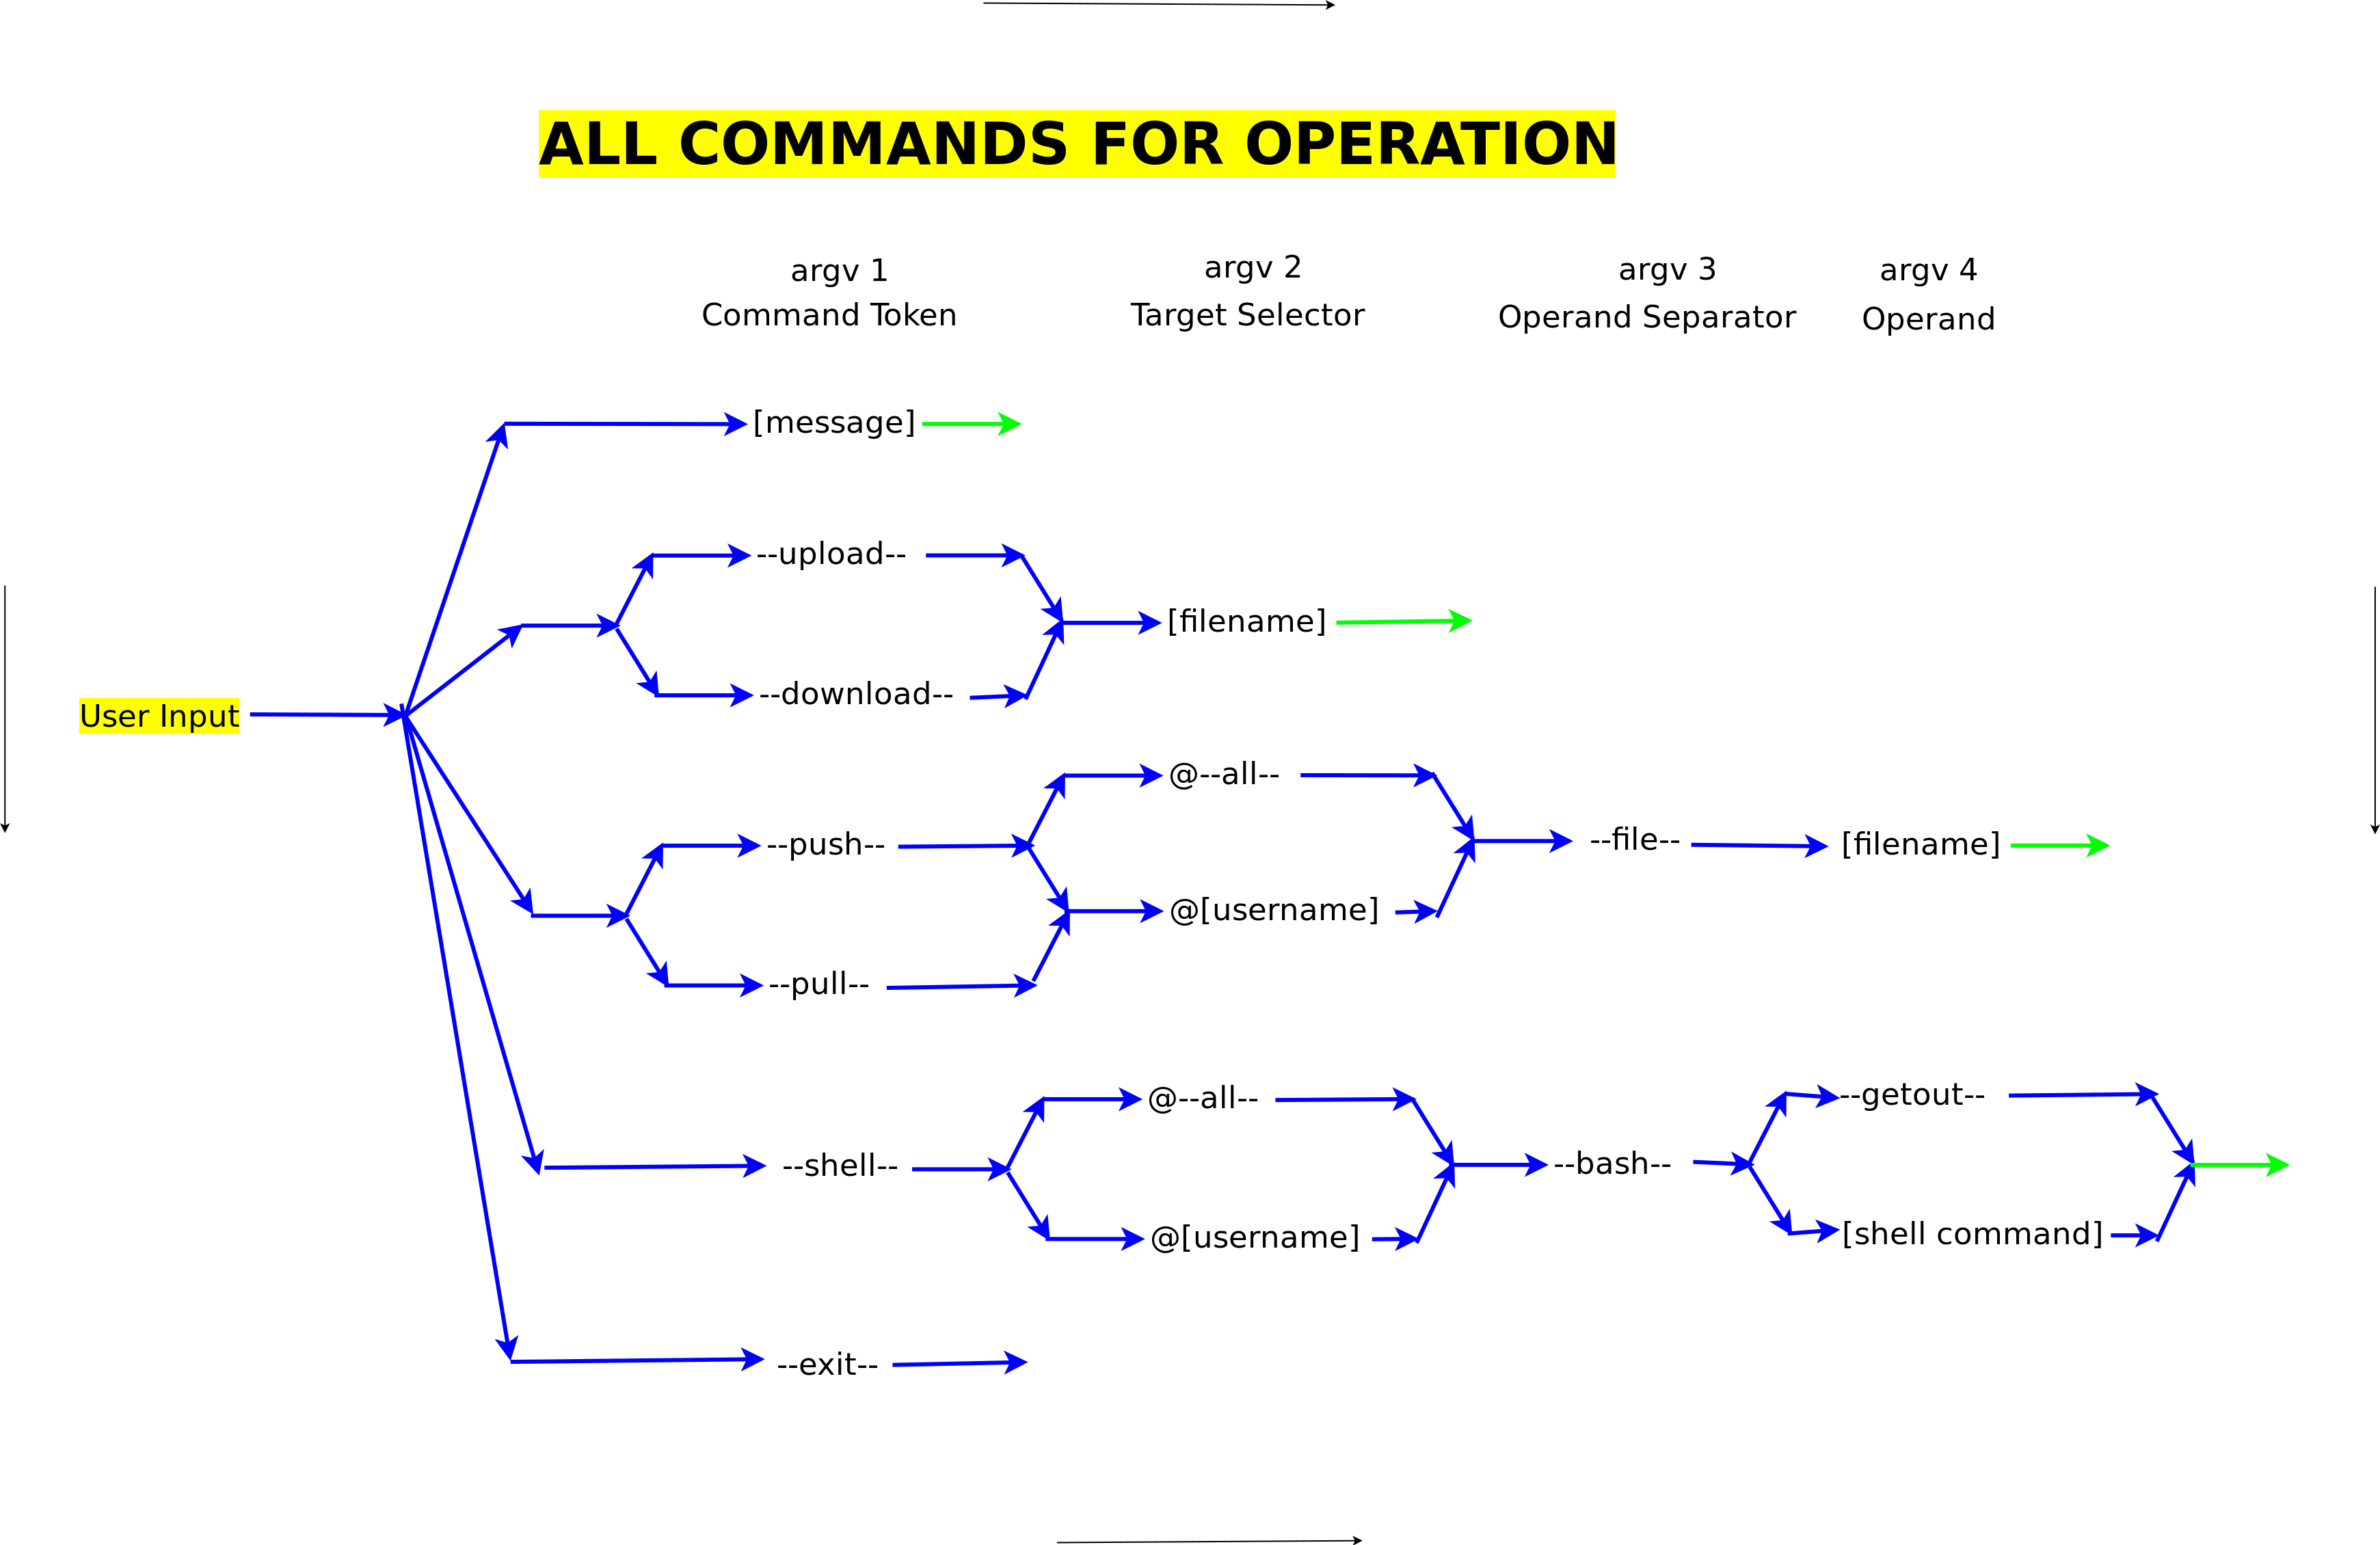 ALL COMMANDS FOR OPERATION
argv 1
argv 2
argv 3
argv 4
Command Token
Target Selector
Operand Separator
Operand
[message]
--upload--
[filename]
--download--
User Input
@--all--
--push--
--file--
[filename]
@[username]
--pull--
@--all--
--getout--
--shell--
--bash--
@[username]
[shell command]
--exit--